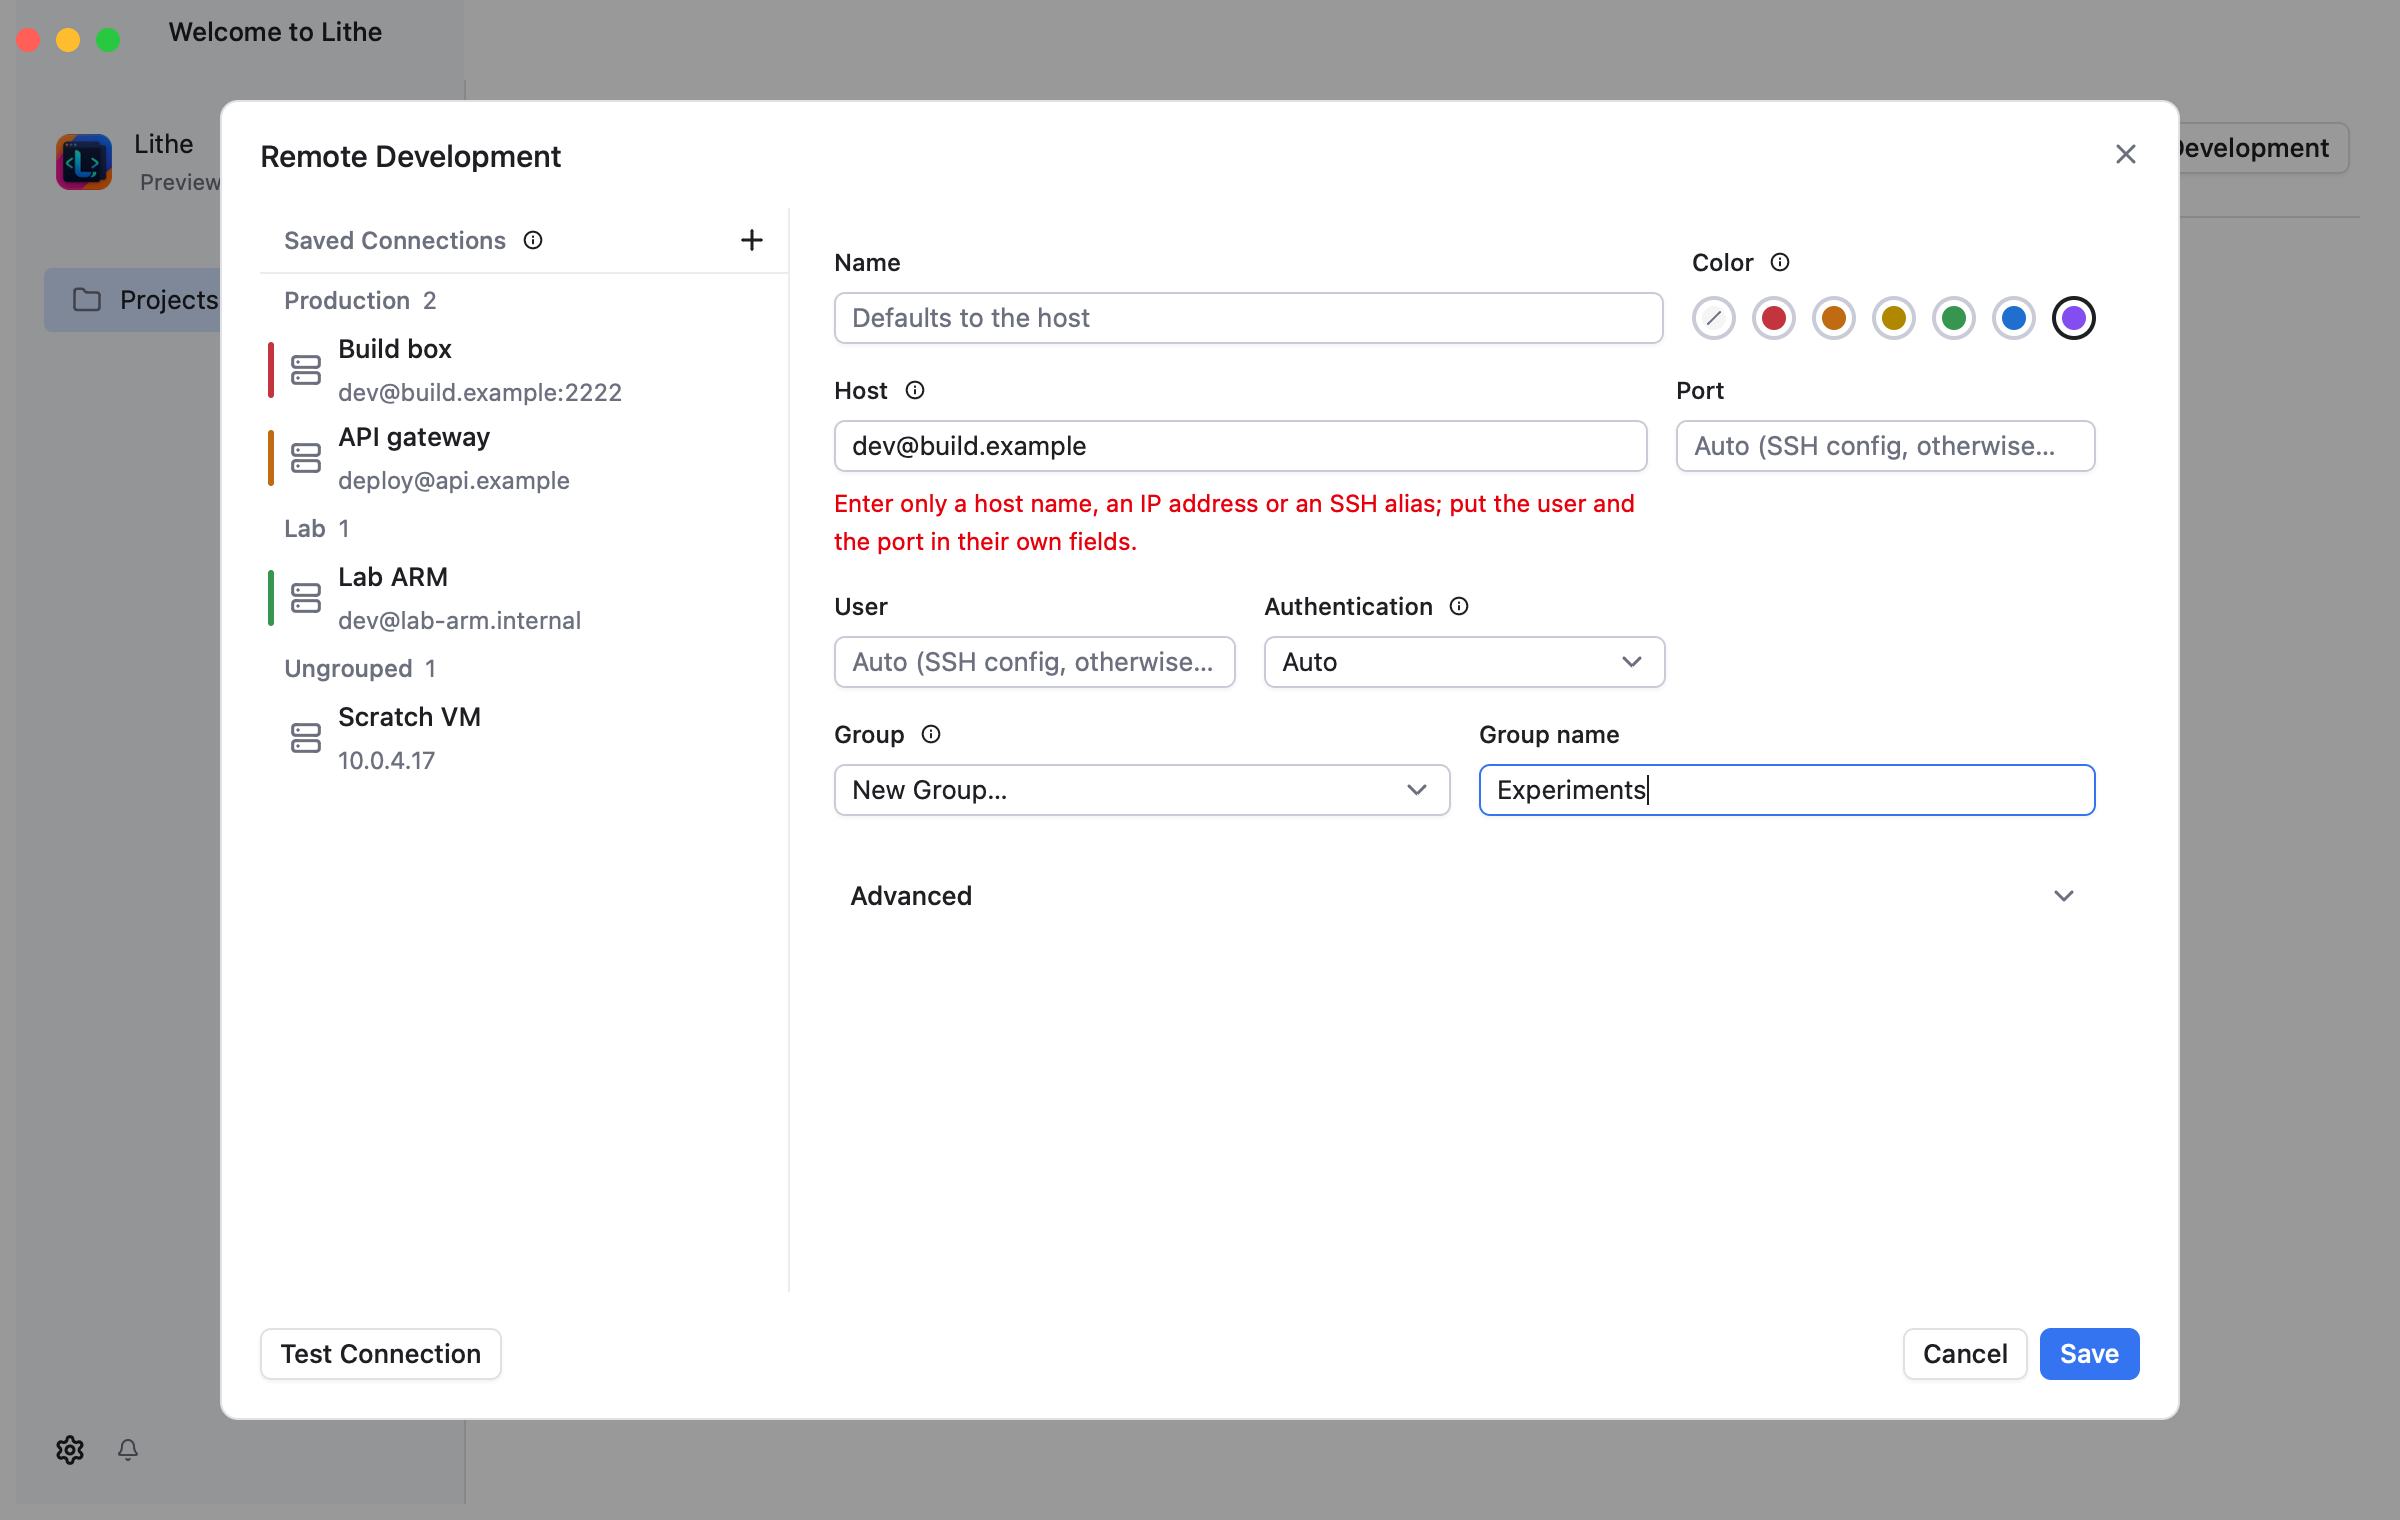 Welcome to Lithe
Lithe
Preview
Projects
Development
Remote Development
Saved Connections
Production 2
Build box
dev@build.example:2222
API gateway
deploy@api.example
Lab 1
Lab ARM
dev@lab-arm.internal
Ungrouped 1
Scratch VM
10.0.4.17
Name
Color
Defaults to the host
Host
Port
dev@build.example
Auto (SSH config, otherwise...
Enter only a host name, an IP address or an SSH alias; put the user and
the port in their own fields.
User
Authentication
Auto (SSH config, otherwise...
Auto
Group
Group name
New Group...
Experiments
Advanced
Test Connection
Cancel
Save